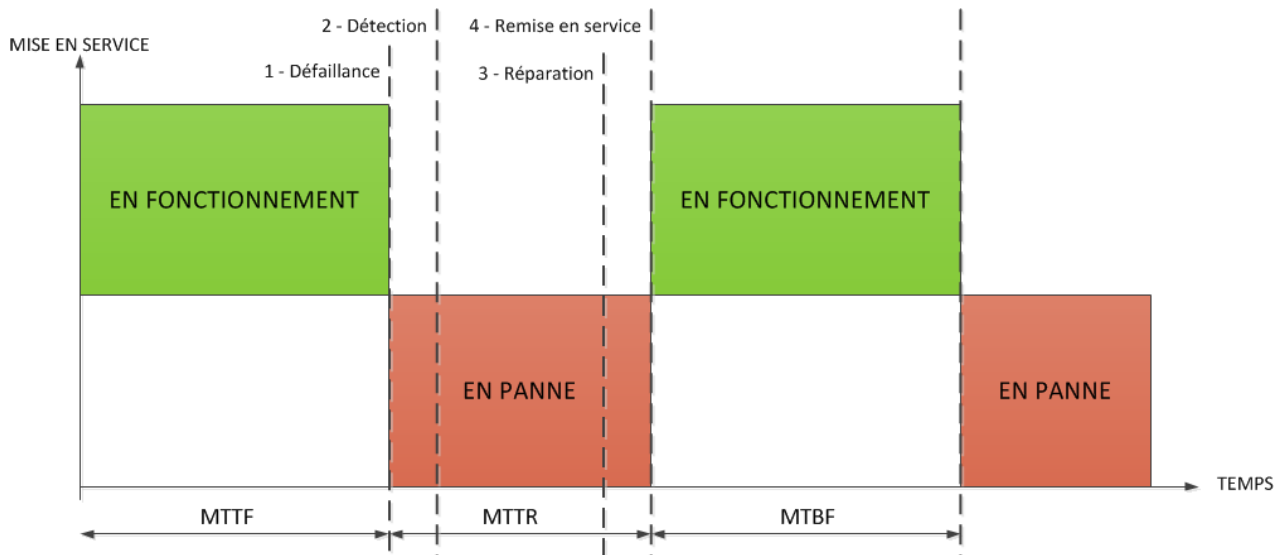 2 - Détection
4 - Remise en service
MISE EN SERVICE
1 - Défaillance
3 - Réparation
EN FONCTIONNEMENT
EN FONCTIONNEMENT
EN PANNE
EN PANNE
TEMPS
MTTF
MTTR
MTBF